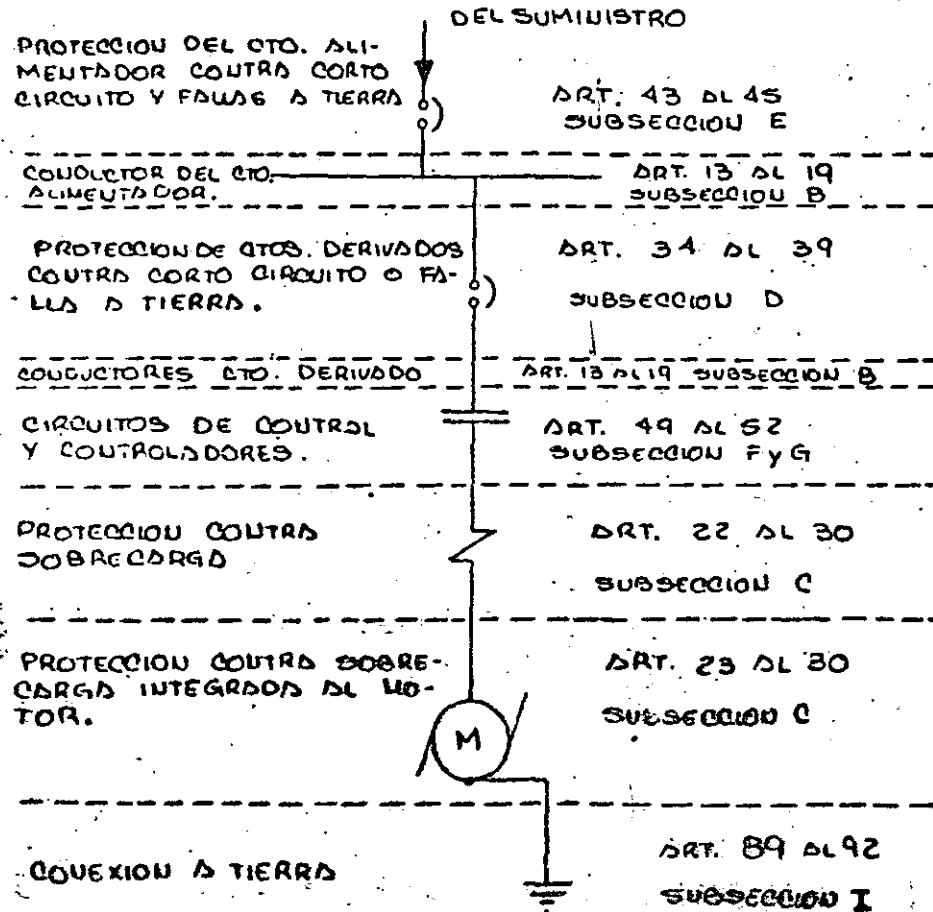 DEL SUMINISTRO
PROTECCION DEL CTO. ALI-
MENTADOR CONTRA CORTO
CIRCUITO Y FALLAS A TIERRA
ART. 43 AL 45
SUBSECCION E
CONDUCTOR DEL CTO.
ALIMENTADOR.
ART. 13 AL 19
SUBSECCION B
PROTECCION DE CTOS. DERIVADOS
CONTRA CORTO CIRCUITO O FA-
LLA A TIERRA.
ART. 34 AL 39
SUBSECCION D
CONDUCTORES CTO. DERIVADO
ART. 13 AL 19 SUBSECCION B
CIRCUITOS DE CONTROL
Y CONTROLADORES.
ART. 49 AL 52
SUBSECCION F y G
PROTECCION CONTRA
SOBRECARGA
ART. 22 AL 30
SUBSECCION C
PROTECCION CONTRA SOBRE-
CARGA INTEGRADA AL MO-
TOR.
ART. 23 AL 30
SUBSECCION C
M
CONEXION A TIERRA
ART. 89 AL 92
SUBSECCION I